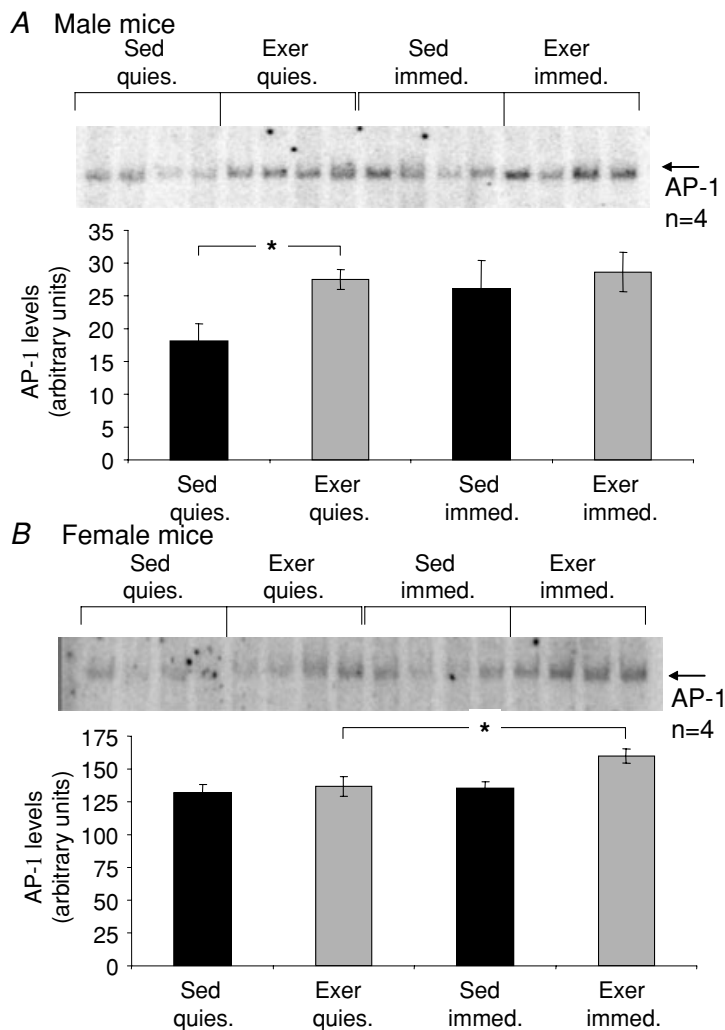 A Male mice
Sed Exer Sed Exer
quies. quies. immed. immed.
AP-1
n=4
35
30
25
20
15
10
5
0
AP-1 levels
(arbitrary units)
*
Sed Exer Sed Exer
quies. quies. immed. immed.
B Female mice
Sed Exer Sed Exer
quies. quies. immed. immed.
AP-1
n=4
175
150
125
100
75
50
25
0
AP-1 levels
(arbitrary units)
*
Sed Exer Sed Exer
quies. quies. immed. immed.